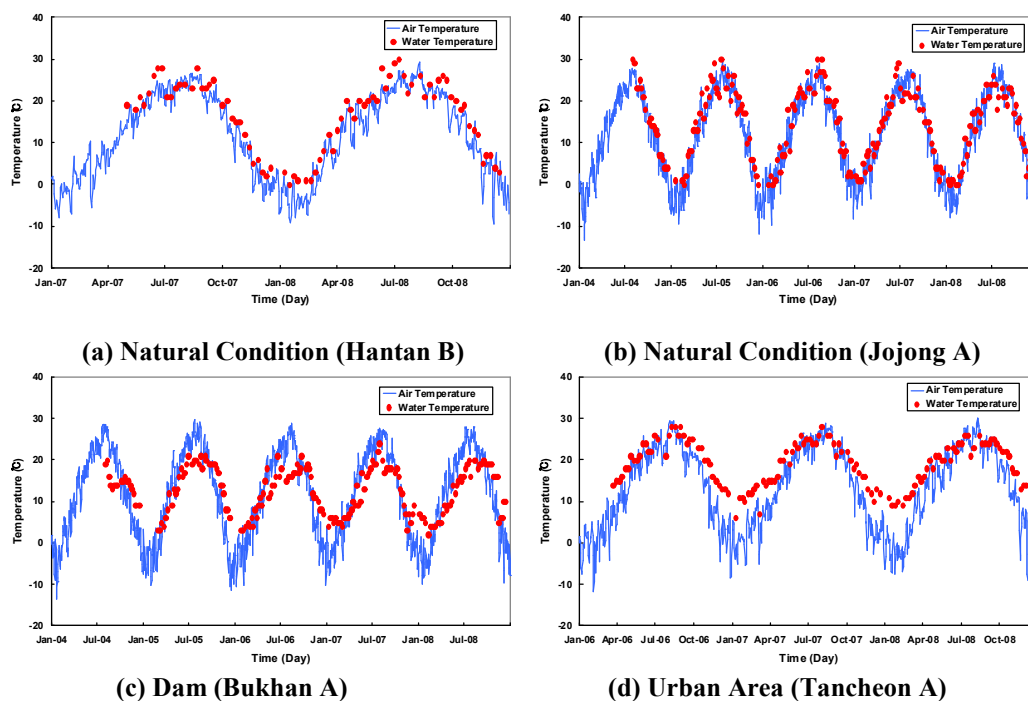 40
30
20
10
0
-10
-20
Temperature (℃)
Air Temperature
Water Temperature
Jan-07 Apr-07 Jul-07 Oct-07 Jan-08 Apr-08 Jul-08 Oct-08
Time (Day)
(a) Natural Condition (Hantan B)
40
30
20
10
0
-10
-20
Temperature (℃)
Air Temperature
Water Temperature
Jan-04 Jul-04 Jan-05 Jul-05 Jan-06 Jul-06 Jan-07 Jul-07 Jan-08 Jul-08
Time (Day)
(b) Natural Condition (Jojong A)
40
30
20
10
0
-10
-20
Temperature (℃)
Air Temperature
Water Temperature
Jan-04 Jul-04 Jan-05 Jul-05 Jan-06 Jul-06 Jan-07 Jul-07 Jan-08 Jul-08
Time (Day)
(c) Dam (Bukhan A)
40
30
20
10
0
-10
-20
Temperature (℃)
Air Temperature
Water Temperature
Jan-06 Apr-06 Jul-06 Oct-06 Jan-07 Apr-07 Jul-07 Oct-07 Jan-08 Apr-08 Jul-08 Oct-08
Time (Day)
(d) Urban Area (Tancheon A)